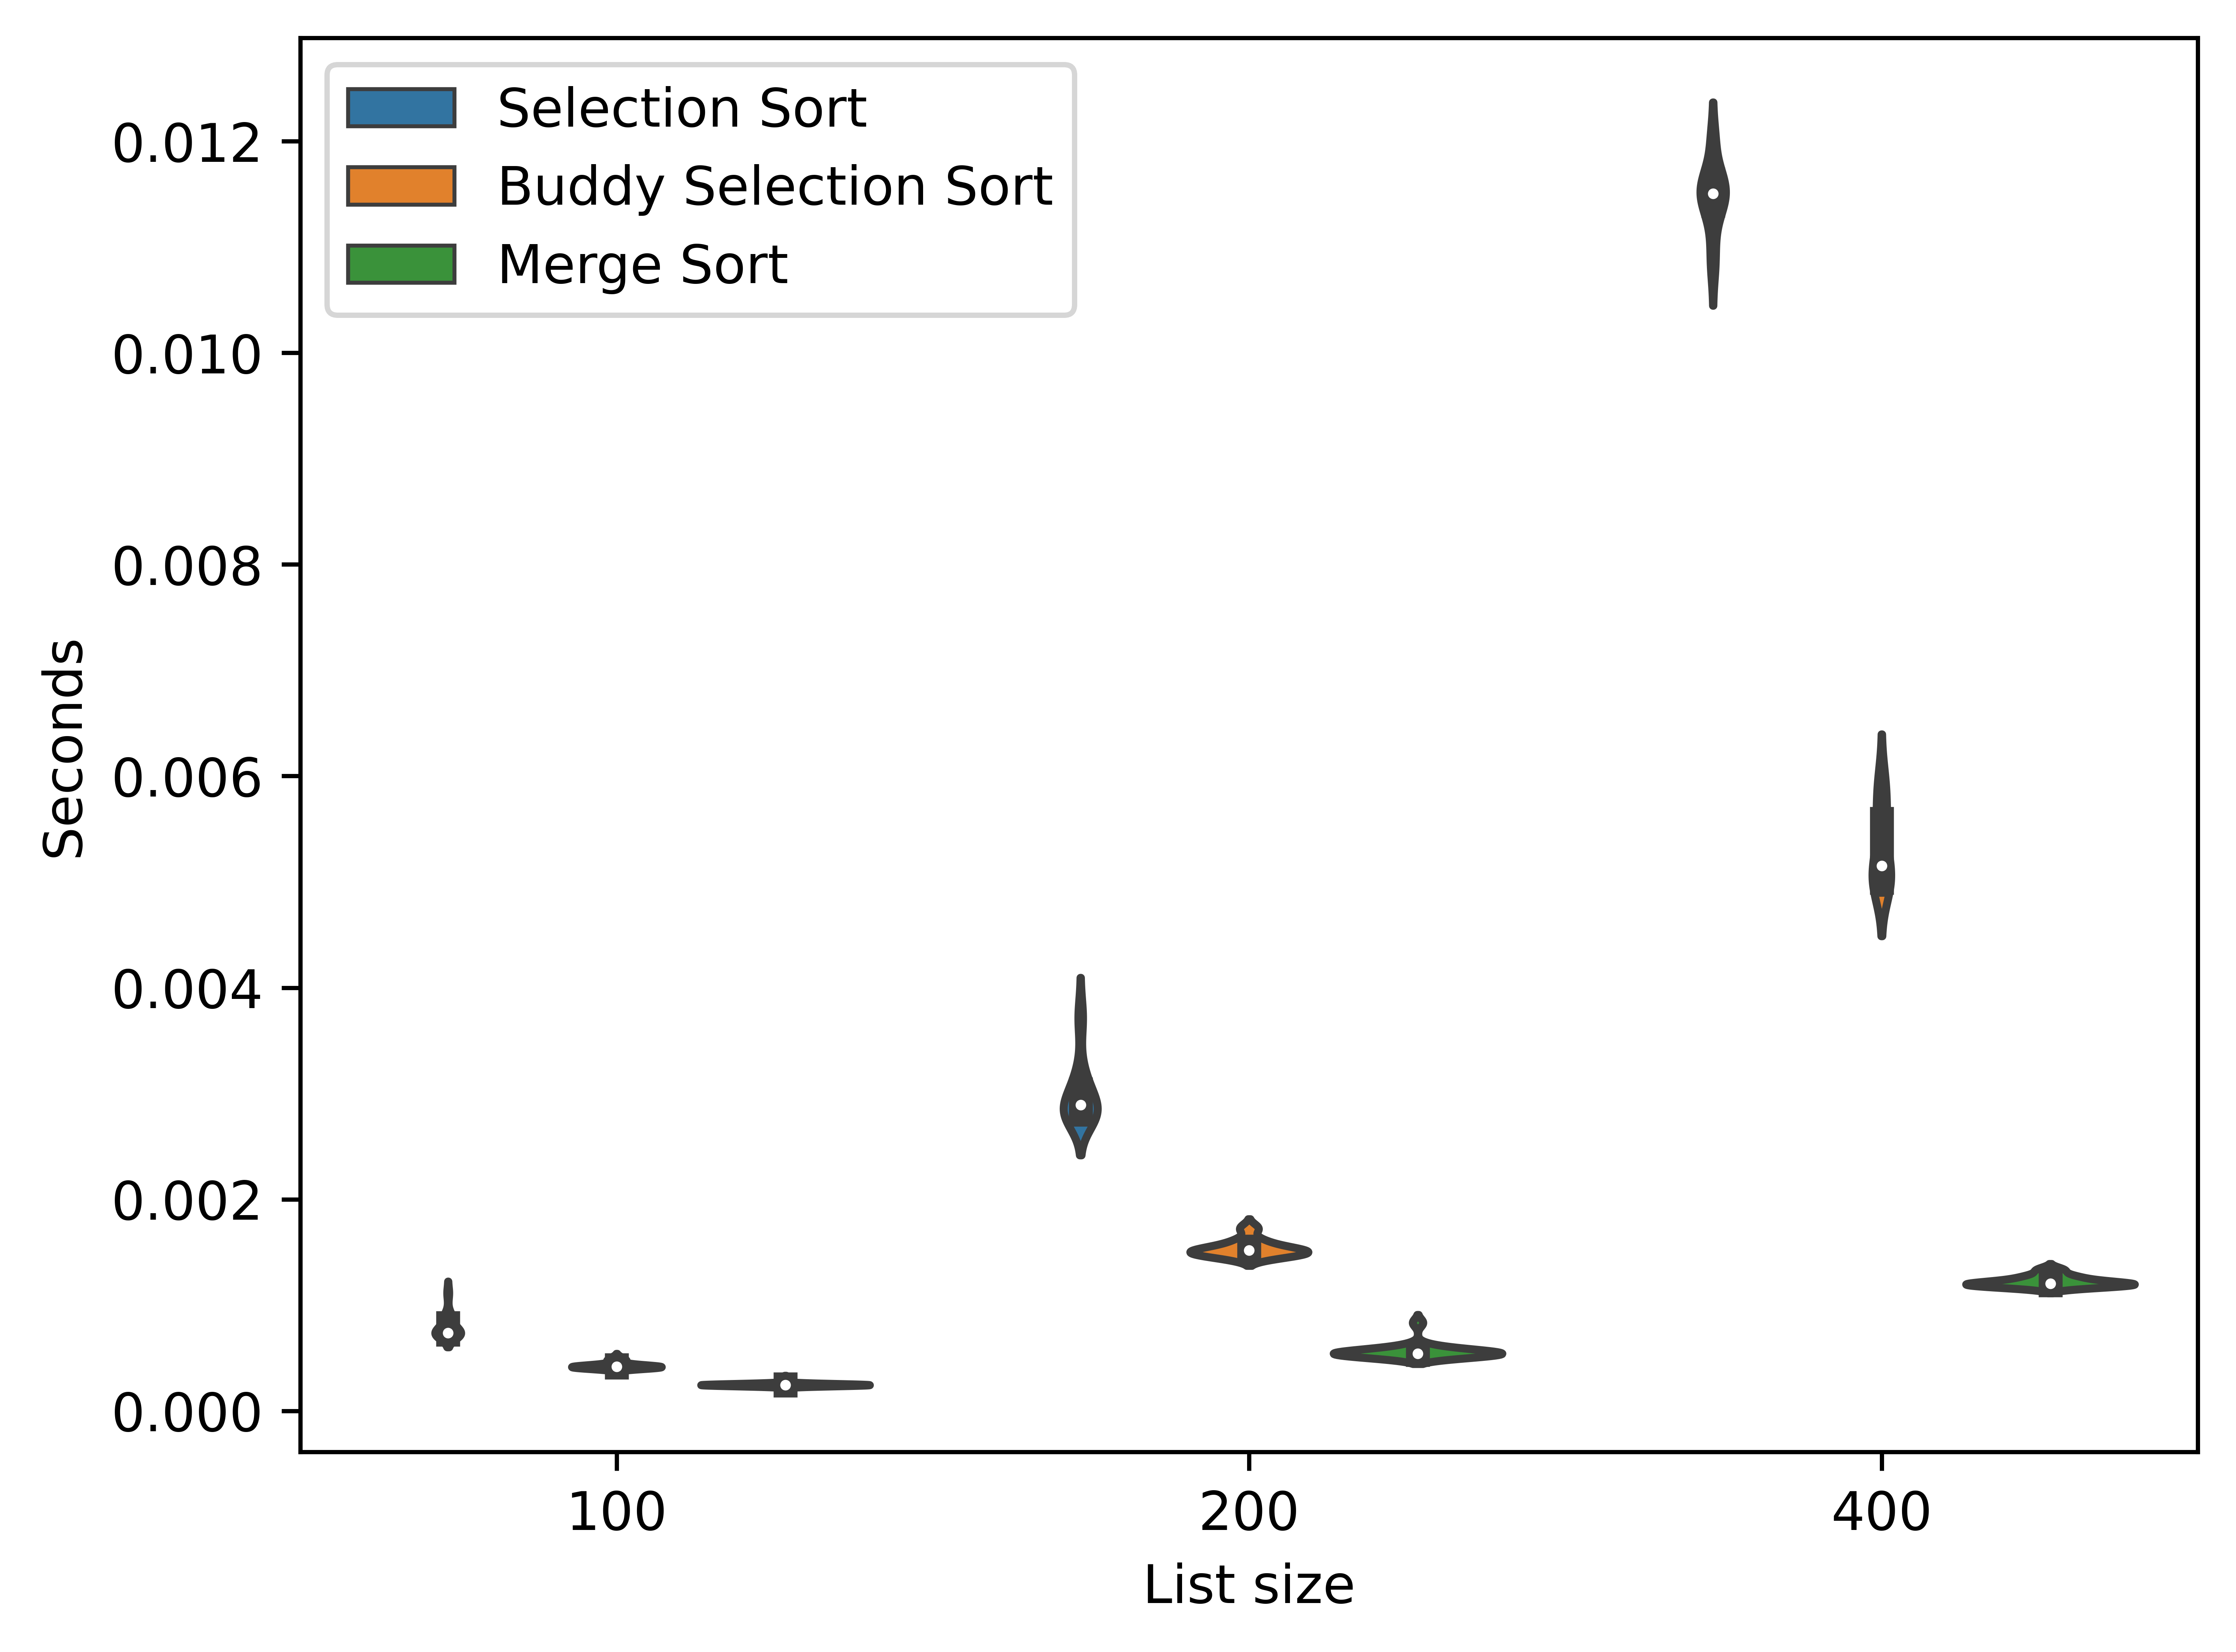 Selection Sort
Buddy Selection Sort
Merge Sort
0.012
0.010
0.008
0.006
0.004
0.002
0.000
Seconds
100 200 400
List size